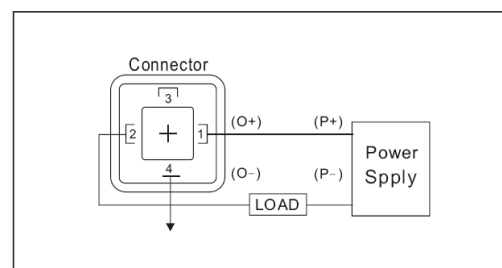 Connector
3
2
1
4
(O+)
(P+)
(O−)
(P−)
LOAD
Power
Spply